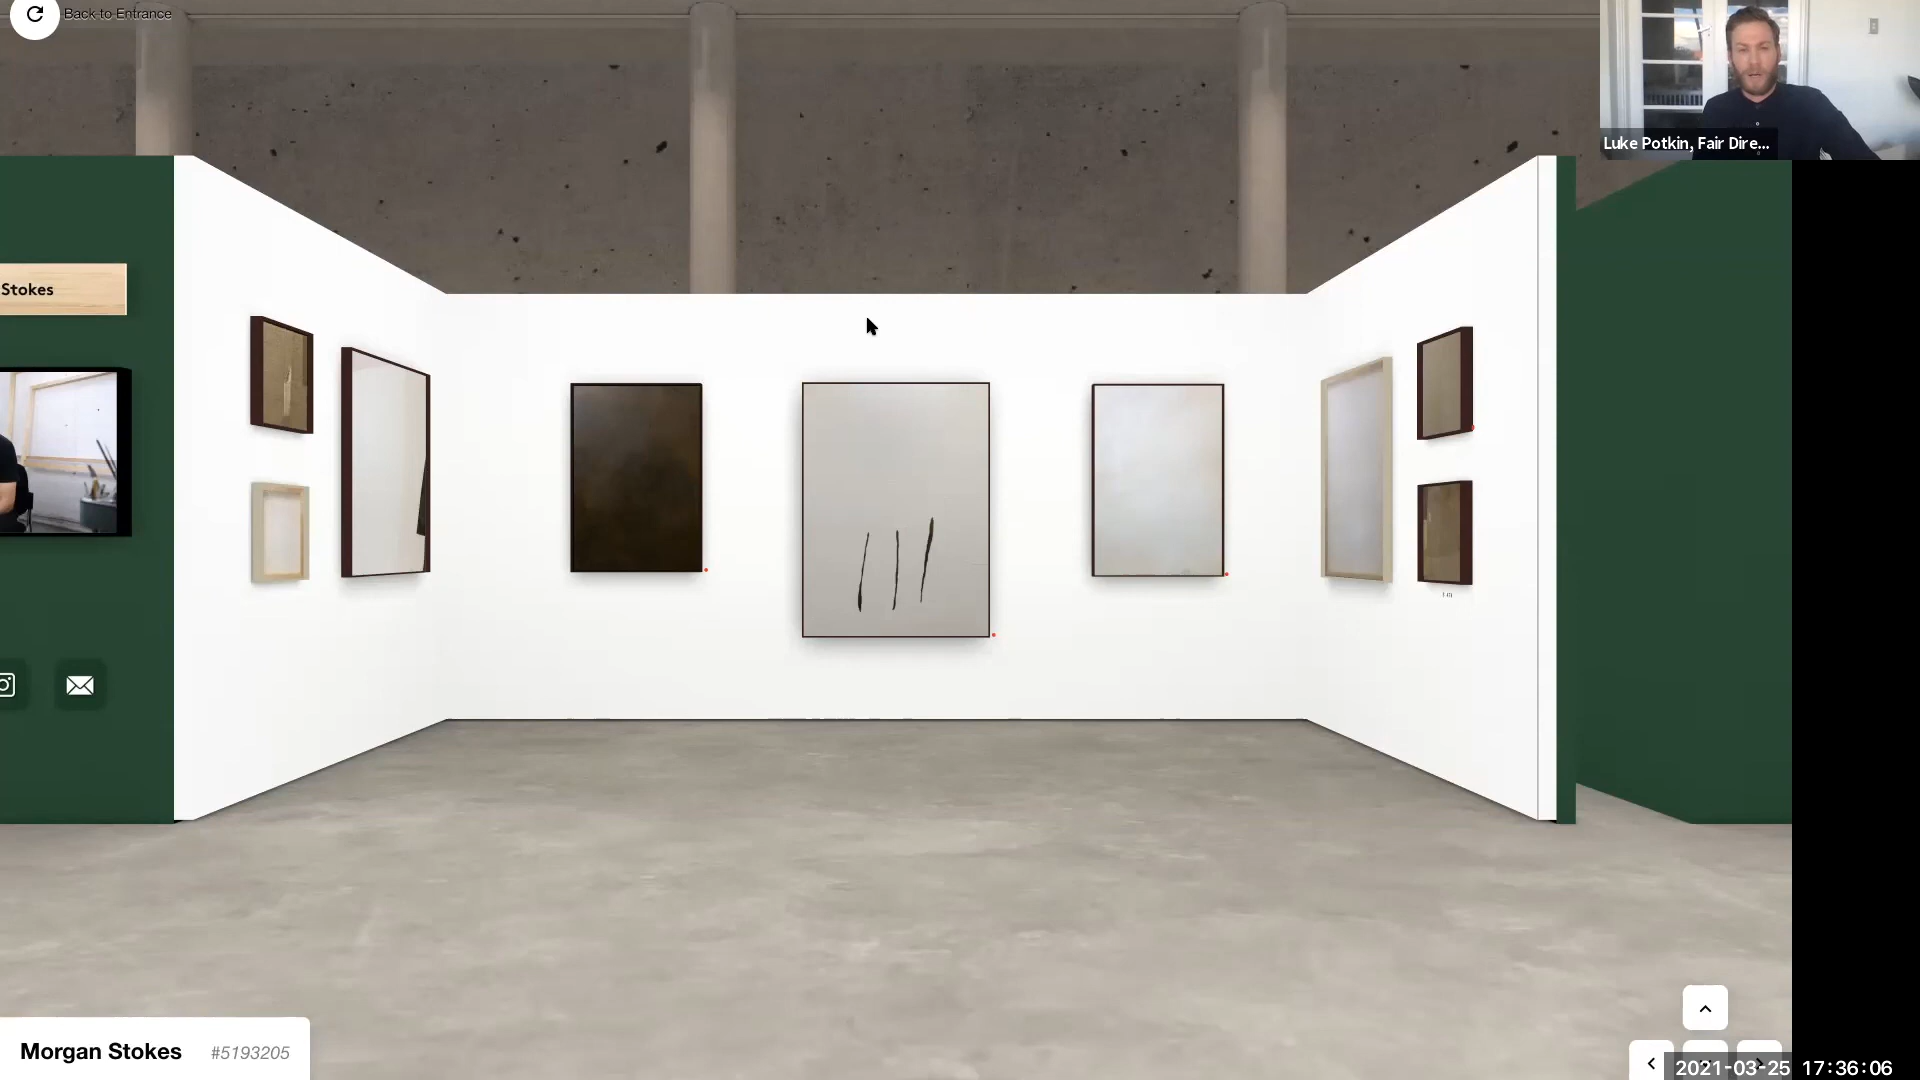 Back to Entrance
Luke Potkin, Fair Dire...
Stokes
Morgan Stokes #5193205
2021-03-25 17:36:06